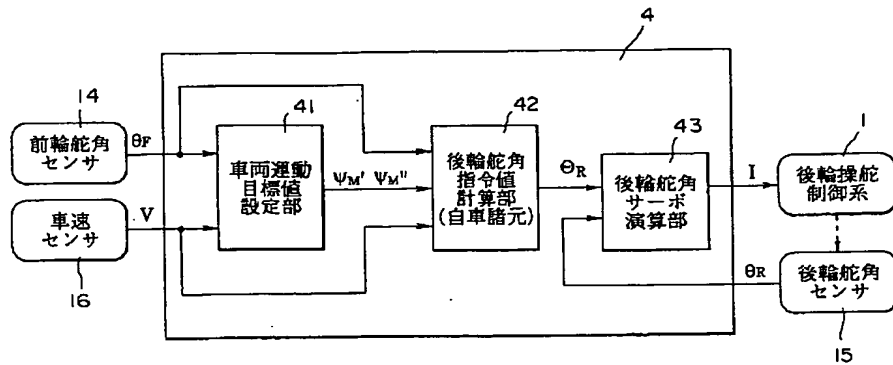 4
14
前輪舵角
センサ
θF
41
車両運動
目標値
設定部
ΨM' ΨM"
42
後輪舵角
指令値
計算部
(自車諸元)
ΘR
43
後輪舵角
サーボ
演算部
I
1
後輪操舵
制御系
車速
センサ
V
16
θR
後輪舵角
センサ
15